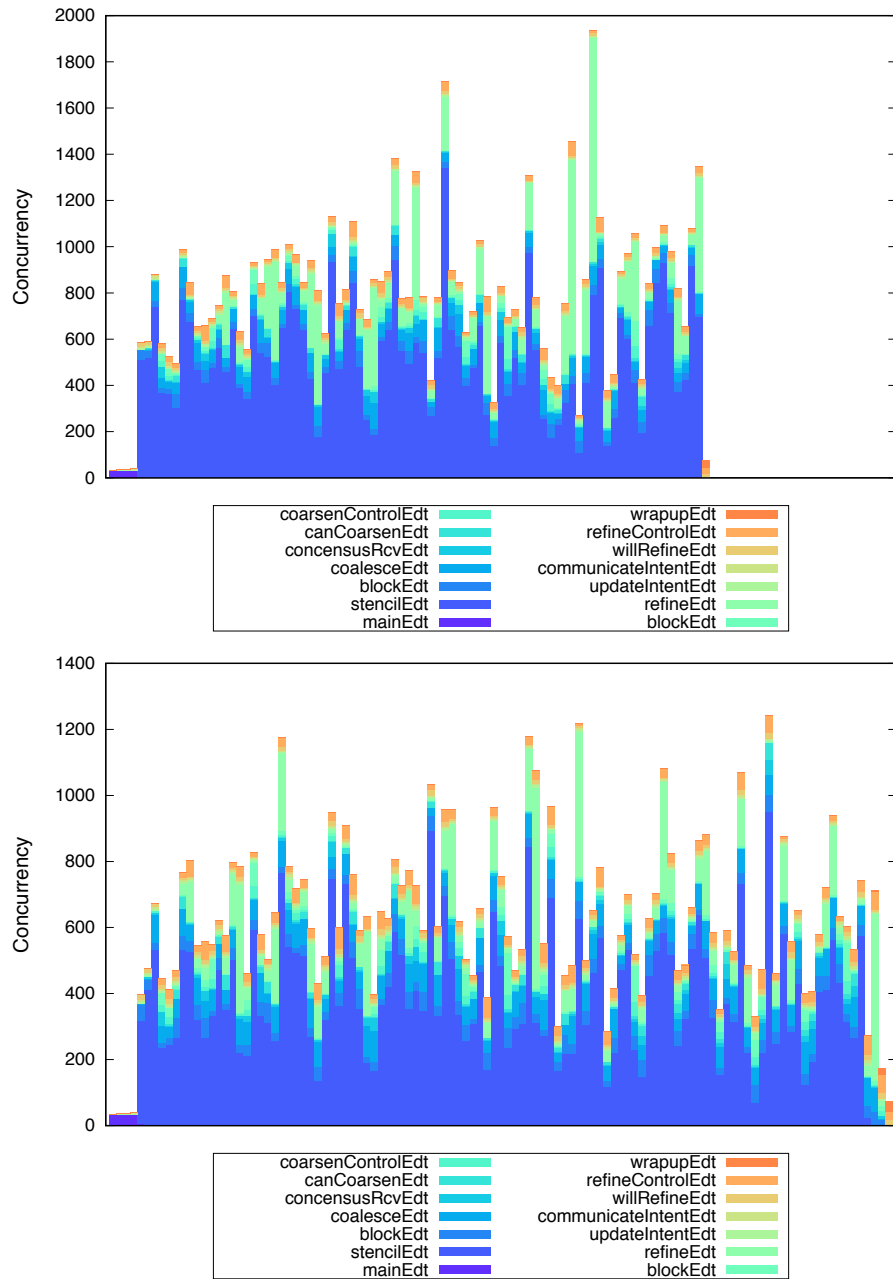 2000
1800
1600
1400
1200
1000
800
600
400
200
0
Concurrency
coarsenControlEdt wrapupEdt
canCoarsenEdt refineControlEdt
concensusRcvEdt willRefineEdt
coalesceEdt communicateIntentEdt
blockEdt updateIntentEdt
stencilEdt refineEdt
mainEdt blockEdt
1400
1200
1000
800
600
400
200
0
Concurrency
coarsenControlEdt wrapupEdt
canCoarsenEdt refineControlEdt
concensusRcvEdt willRefineEdt
coalesceEdt communicateIntentEdt
blockEdt updateIntentEdt
stencilEdt refineEdt
mainEdt blockEdt